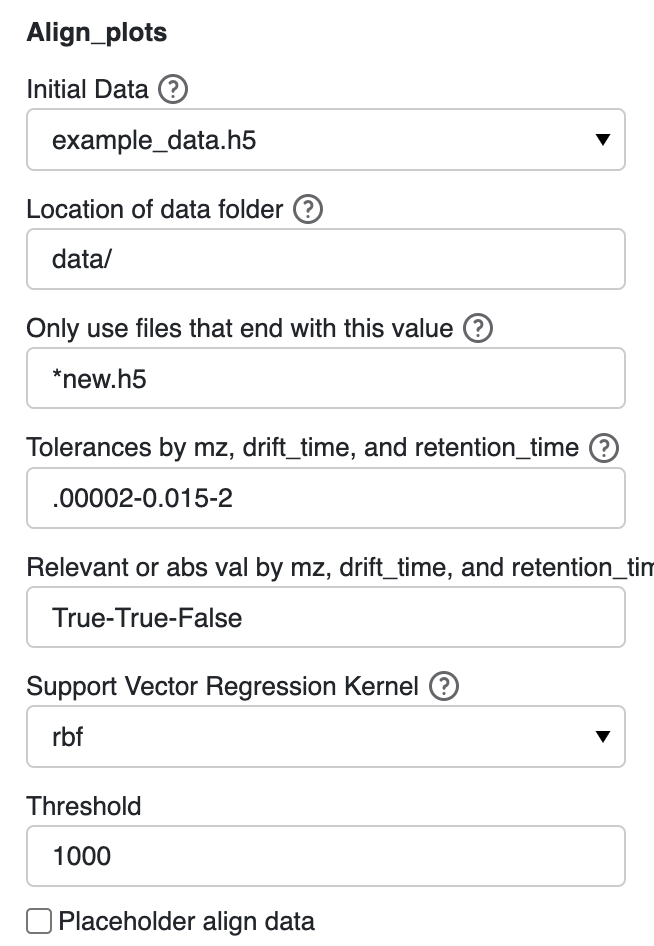 Align_plots
Initial Data ?
example_data.h5
Location of data folder ?
data/
Only use files that end with this value ?
*new.h5
Tolerances by mz, drift_time, and retention_time ?
.00002-0.015-2
Relevant or abs val by mz, drift_time, and retention_tim
True-True-False
Support Vector Regression Kernel ?
rbf
Threshold
1000
Placeholder align data